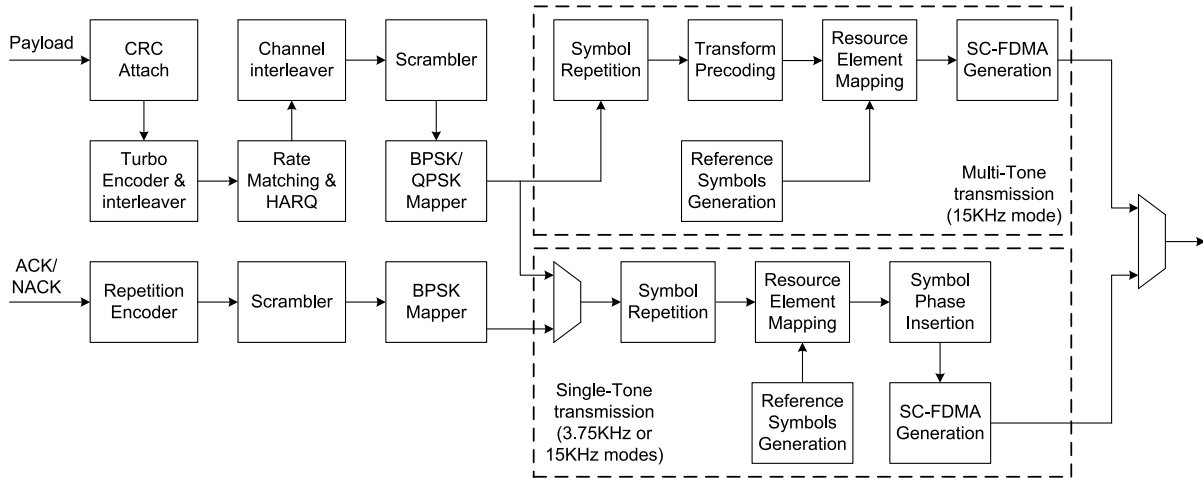 Payload
CRC
Attach
Channel
interleaver
Scrambler
Symbol
Repetition
Transform
Precoding
Resource
Element
Mapping
SC-FDMA
Generation
Turbo
Encoder &
interleaver
Rate
Matching &
HARQ
BPSK/
QPSK
Mapper
Reference
Symbols
Generation
Multi-Tone
transmission
(15KHz mode)
ACK/
NACK
Repetition
Encoder
Scrambler
BPSK
Mapper
Symbol
Repetition
Resource
Element
Mapping
Symbol
Phase
Insertion
Single-Tone
transmission
(3.75KHz or
15KHz modes)
Reference
Symbols
Generation
SC-FDMA
Generation